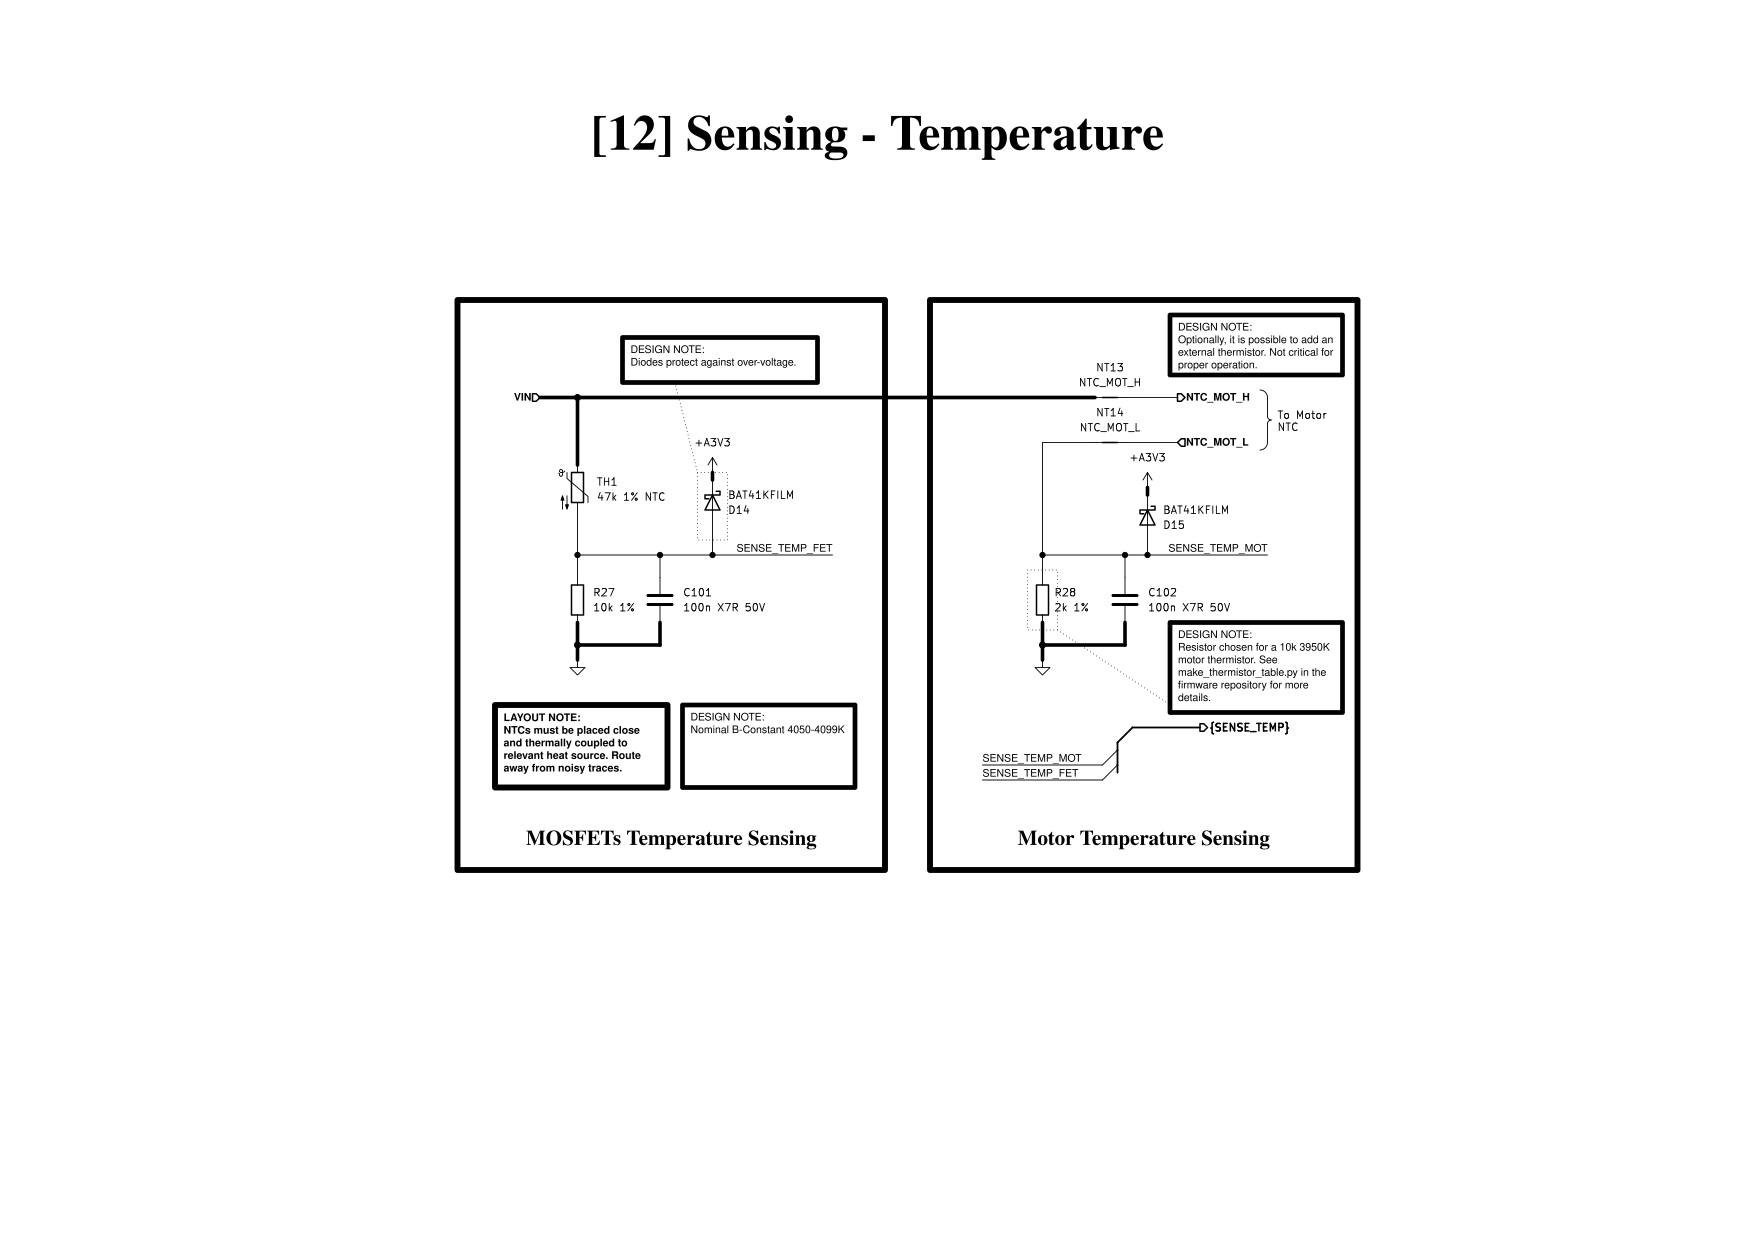 [12] Sensing - Temperature
DESIGN NOTE:
Diodes protect against over-voltage.
VIN
+A3V3
TH1
47k 1% NTC
BAT41KFILM
D14
SENSE_TEMP_FET
R27
10k 1%
C101
100n X7R 50V
LAYOUT NOTE:
NTCs must be placed close
and thermally coupled to
relevant heat source. Route
away from noisy traces.
DESIGN NOTE:
Nominal B-Constant 4050-4099K
MOSFETs Temperature Sensing
DESIGN NOTE:
Optionally, it is possible to add an
external thermistor. Not critical for
proper operation.
NT13
NTC_MOT_H
NTC_MOT_H
NT14
NTC_MOT_L
NTC_MOT_L
To Motor
NTC
+A3V3
BAT41KFILM
D15
SENSE_TEMP_MOT
R28
2k 1%
C102
100n X7R 50V
DESIGN NOTE:
Resistor chosen for a 10k 3950K
motor thermistor. See
make_thermistor_table.py in the
firmware repository for more
details.
{SENSE_TEMP}
SENSE_TEMP_MOT
SENSE_TEMP_FET
Motor Temperature Sensing